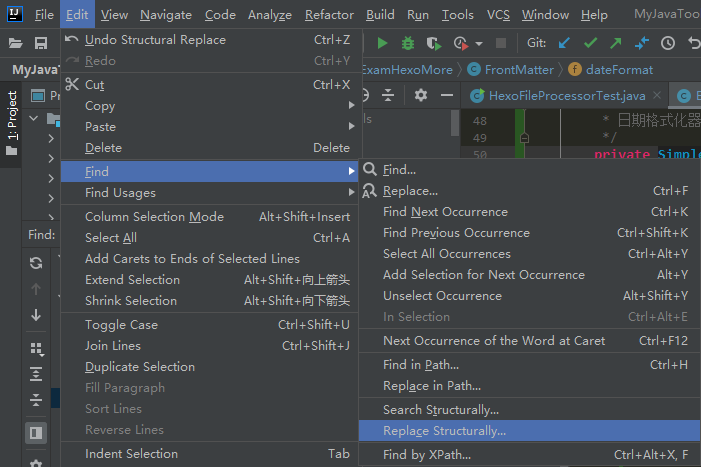 IJ File Edit View Navigate Code Analyze Refactor Build Run Tools VCS Window Help MyJavaToo
Git:
MyJava
ExamHexoMore FrontMatter dateFormat
1: Project
HexoFileProcessorTest.java
48 * 日期格式化器
49 */
50 private Simple
Find:
Undo Structural Replace Ctrl+Z
Redo Ctrl+Y
Cut Ctrl+X
Copy
Paste
Delete Delete
Find
Find Usages
Column Selection Mode Alt+Shift+Insert
Select All Ctrl+A
Add Carets to Ends of Selected Lines
Extend Selection Alt+Shift+向上箭头
Shrink Selection Alt+Shift+向下箭头
Toggle Case Ctrl+Shift+U
Join Lines Ctrl+Shift+J
Duplicate Selection
Fill Paragraph
Sort Lines
Reverse Lines
Indent Selection Tab
Find...
Replace... Ctrl+F
Find Next Occurrence Ctrl+K
Find Previous Occurrence Ctrl+Shift+K
Select All Occurrences Ctrl+Alt+Y
Add Selection for Next Occurrence Alt+Y
Unselect Occurrence Alt+Shift+Y
In Selection Ctrl+Alt+E
Next Occurrence of the Word at Caret Ctrl+F12
Find in Path... Ctrl+H
Replace in Path...
Search Structurally...
Replace Structurally...
Find by XPath... Ctrl+Alt+X, F